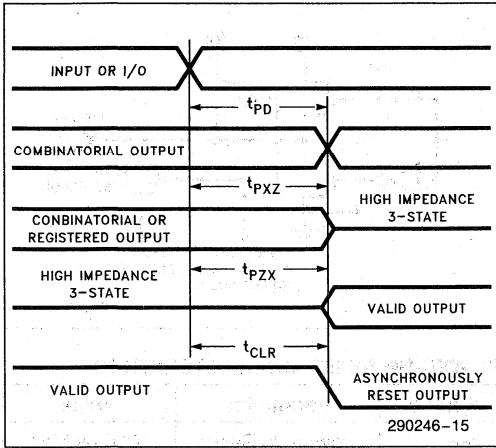 INPUT OR I/O
tPD
COMBINATORIAL OUTPUT
tPXZ
HIGH IMPEDANCE
3-STATE
CONBINATORIAL OR
REGISTERED OUTPUT
HIGH IMPEDANCE
3-STATE
tPZX
VALID OUTPUT
tCLR
VALID OUTPUT
ASYNCHRONOUSLY
RESET OUTPUT
290246-15